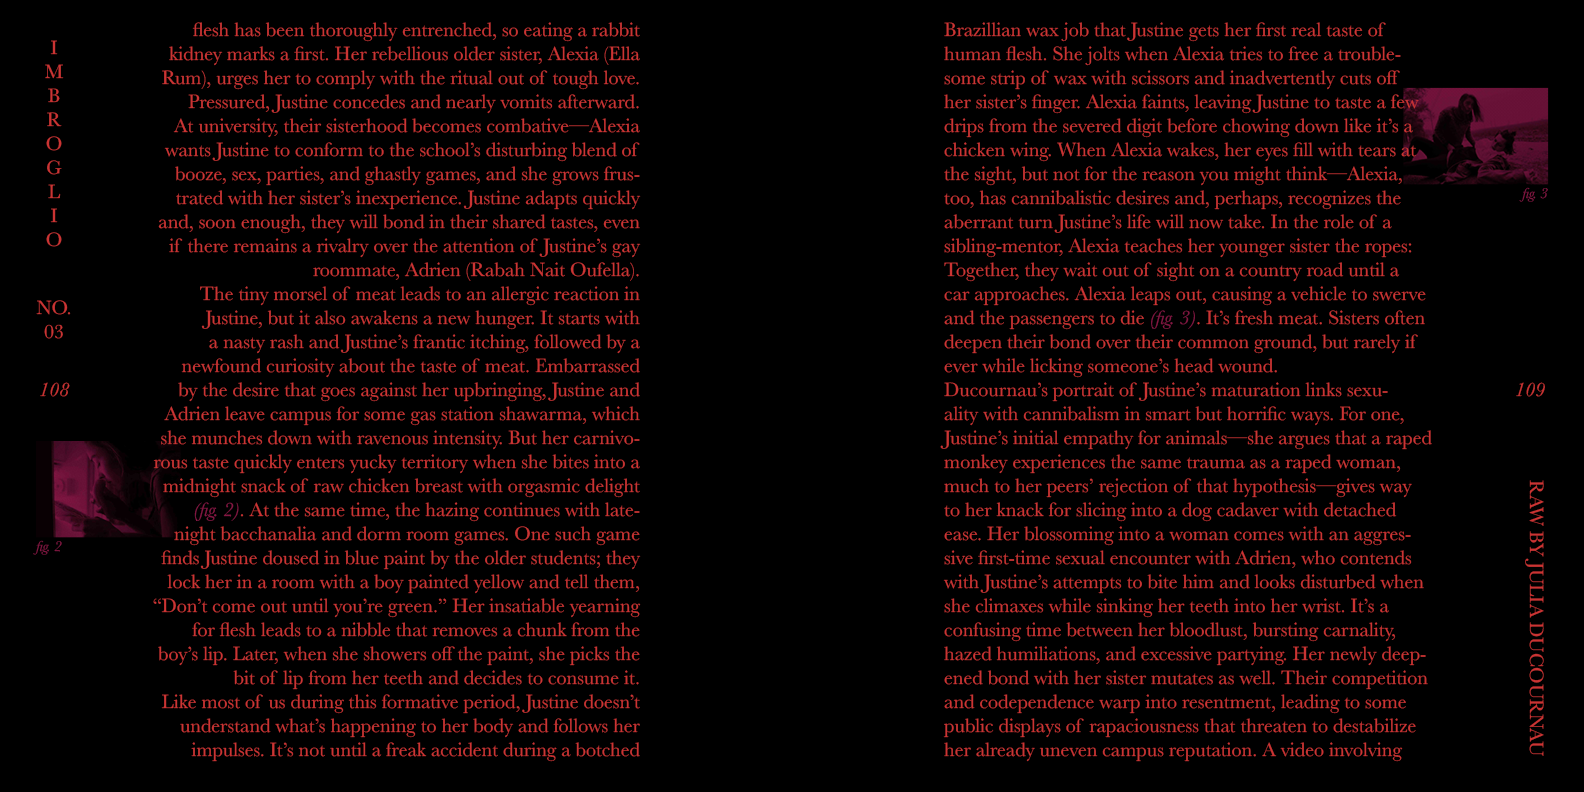 IMBROGLIO
NO.
03
108
fig. 2
flesh has been thoroughly entrenched, so eating a rabbit
kidney marks a first. Her rebellious older sister, Alexia (Ella
Rum), urges her to comply with the ritual out of tough love.
Pressured, Justine concedes and nearly vomits afterward.
At university, their sisterhood becomes combative—Alexia
wants Justine to conform to the school’s disturbing blend of
booze, sex, parties, and ghastly games, and she grows frus-
trated with her sister’s inexperience. Justine adapts quickly
and, soon enough, they will bond in their shared tastes, even
if there remains a rivalry over the attention of Justine’s gay
roommate, Adrien (Rabah Nait Oufella).
The tiny morsel of meat leads to an allergic reaction in
Justine, but it also awakens a new hunger. It starts with
a nasty rash and Justine’s frantic itching, followed by a
newfound curiosity about the taste of meat. Embarrassed
by the desire that goes against her upbringing, Justine and
Adrien leave campus for some gas station shawarma, which
she munches down with ravenous intensity. But her carnivo-
rous taste quickly enters yucky territory when she bites into a
midnight snack of raw chicken breast with orgasmic delight
(fig. 2). At the same time, the hazing continues with late-
night bacchanalia and dorm room games. One such game
finds Justine doused in blue paint by the older students; they
lock her in a room with a boy painted yellow and tell them,
“Don’t come out until you’re green.” Her insatiable yearning
for flesh leads to a nibble that removes a chunk from the
boy’s lip. Later, when she showers off the paint, she picks the
bit of lip from her teeth and decides to consume it.
Like most of us during this formative period, Justine doesn’t
understand what’s happening to her body and follows her
impulses. It’s not until a freak accident during a botched
Brazillian wax job that Justine gets her first real taste of
human flesh. She jolts when Alexia tries to free a trouble-
some strip of wax with scissors and inadvertently cuts off
her sister’s finger. Alexia faints, leaving Justine to taste a few
drips from the severed digit before chowing down like it’s a
chicken wing. When Alexia wakes, her eyes fill with tears at
the sight, but not for the reason you might think—Alexia,
too, has cannibalistic desires and, perhaps, recognizes the
aberrant turn Justine’s life will now take. In the role of a
sibling-mentor, Alexia teaches her younger sister the ropes:
Together, they wait out of sight on a country road until a
car approaches. Alexia leaps out, causing a vehicle to swerve
and the passengers to die (fig. 3). It’s fresh meat. Sisters often
deepen their bond over their common ground, but rarely if
ever while licking someone’s head wound.
Ducournau’s portrait of Justine’s maturation links sexu-
ality with cannibalism in smart but horrific ways. For one,
Justine’s initial empathy for animals—she argues that a raped
monkey experiences the same trauma as a raped woman,
much to her peers’ rejection of that hypothesis—gives way
to her knack for slicing into a dog cadaver with detached
ease. Her blossoming into a woman comes with an aggres-
sive first-time sexual encounter with Adrien, who contends
with Justine’s attempts to bite him and looks disturbed when
she climaxes while sinking her teeth into her wrist. It’s a
confusing time between her bloodlust, bursting carnality,
hazed humiliations, and excessive partying. Her newly deep-
ened bond with her sister mutates as well. Their competition
and codependence warp into resentment, leading to some
public displays of rapaciousness that threaten to destabilize
her already uneven campus reputation. A video involving
fig. 3
109
RAW BY JULIA DUCOURNAU